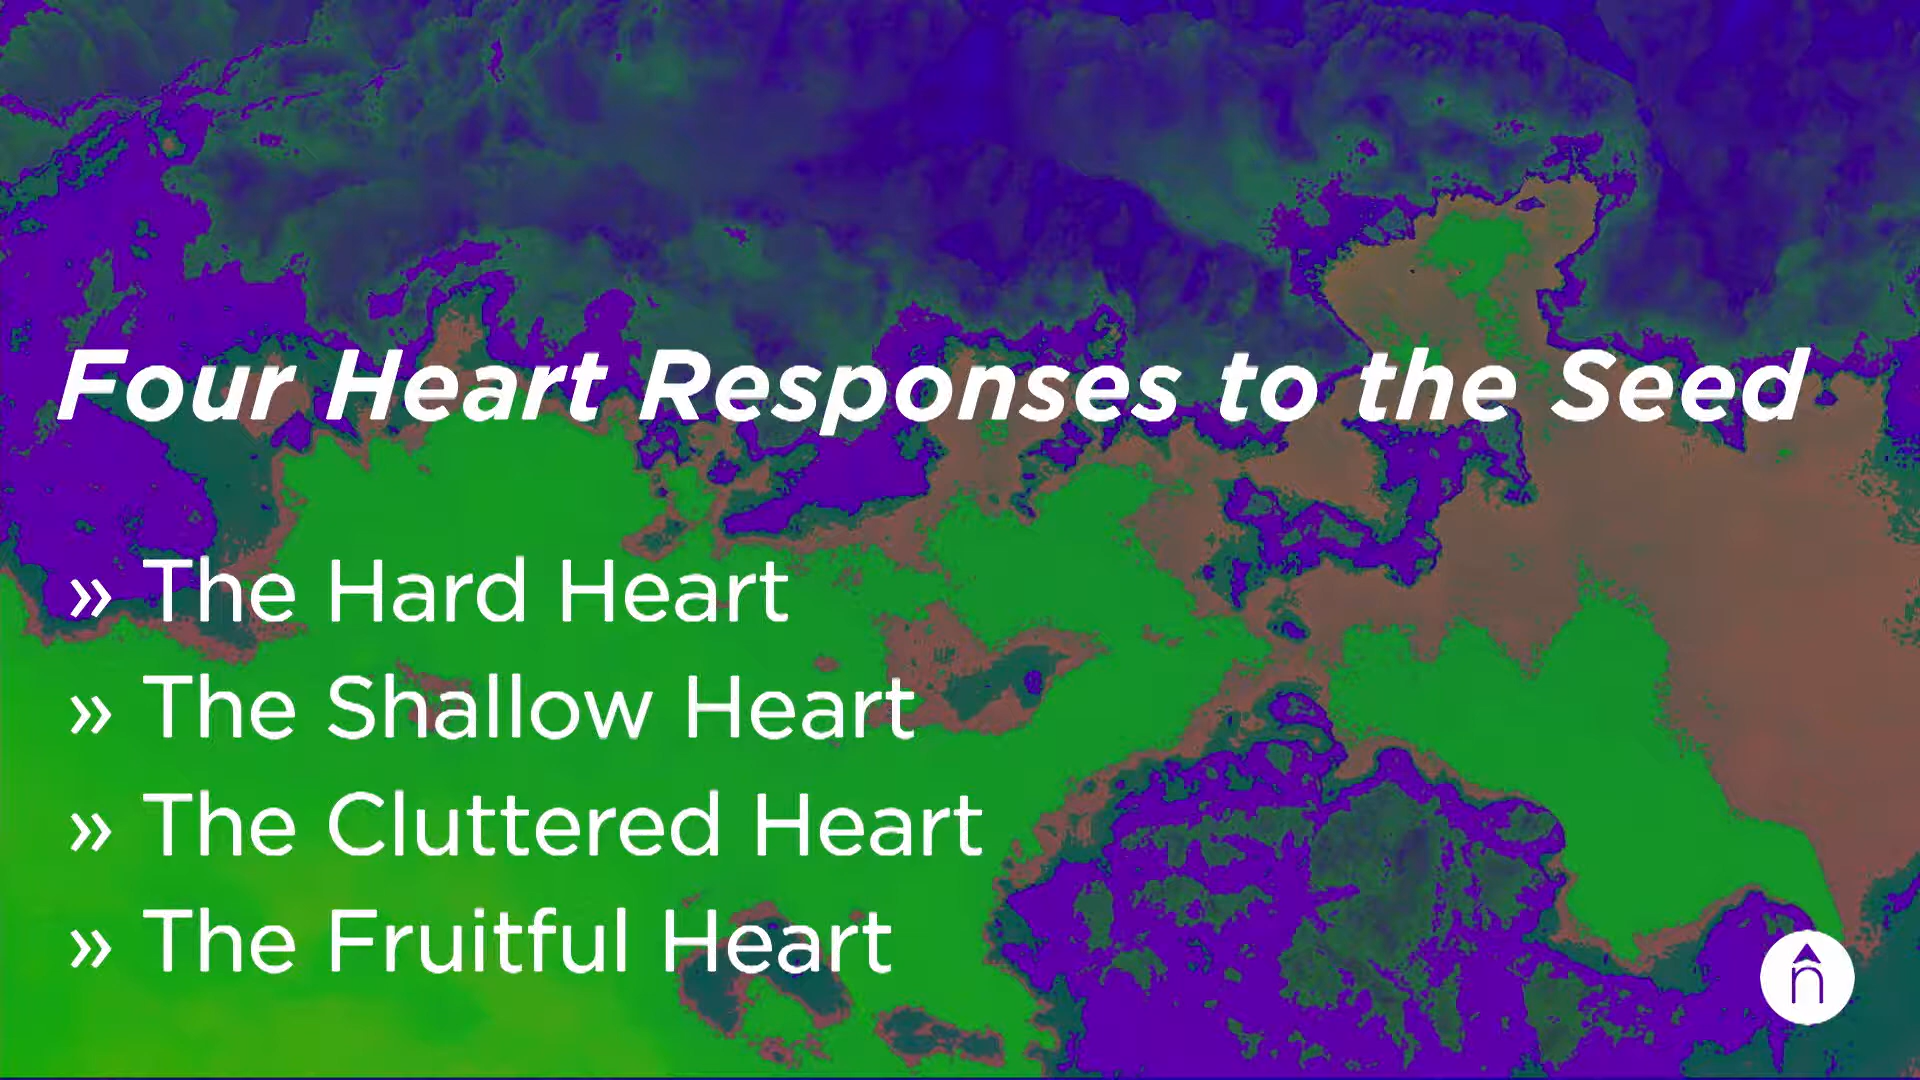 Four Heart Responses to the Seed
» The Hard Heart
» The Shallow Heart
» The Cluttered Heart
» The Fruitful Heart
n